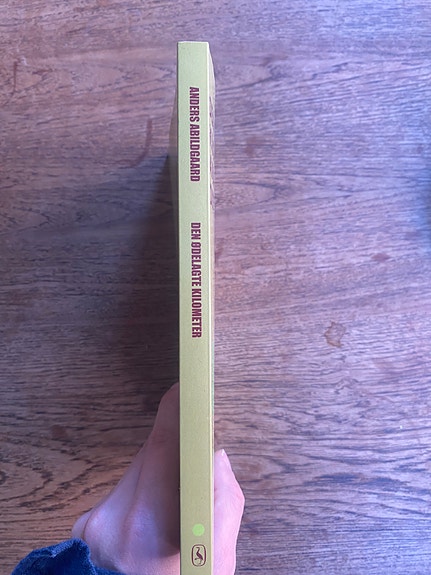 ANDERS ABILDGAARD
DEN ØDELAGTE KILOMETER